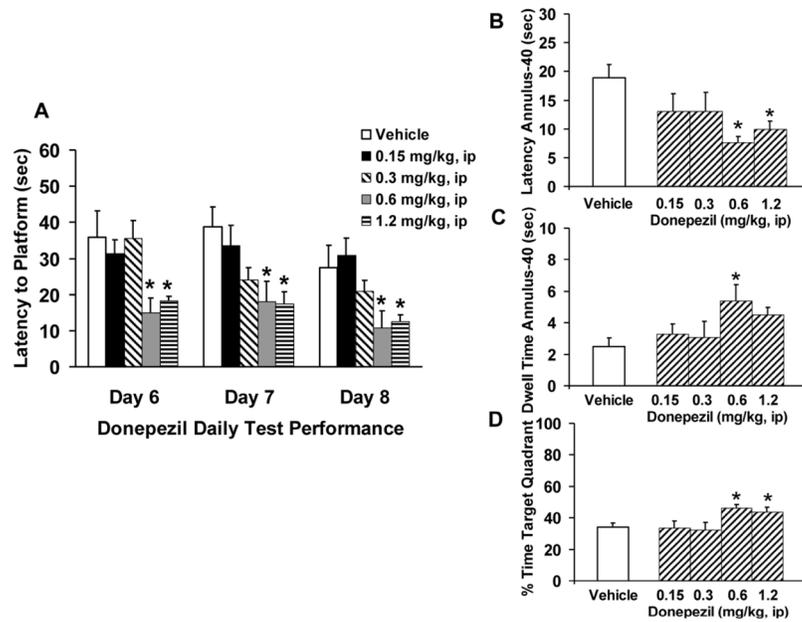 A
Vehicle
0.15 mg/kg, ip
0.3 mg/kg, ip
0.6 mg/kg, ip
1.2 mg/kg, ip
Latency to Platform (sec)
60
50
40
30
20
10
0
* *
* *
* *
Day 6 Day 7 Day 8
Donepezil Daily Test Performance
B
Latency Annulus-40 (sec)
30
25
20
15
10
5
0
* *
Vehicle 0.15 0.3 0.6 1.2
Donepezil (mg/kg, ip)
C
Dwell Time Annulus-40 (sec)
10
8
6
4
2
0
*
Vehicle 0.15 0.3 0.6 1.2
Donepezil (mg/kg, ip)
D
% Time Target Quadrant
100
80
60
40
20
0
* *
Vehicle 0.15 0.3 0.6 1.2
Donepezil (mg/kg, ip)